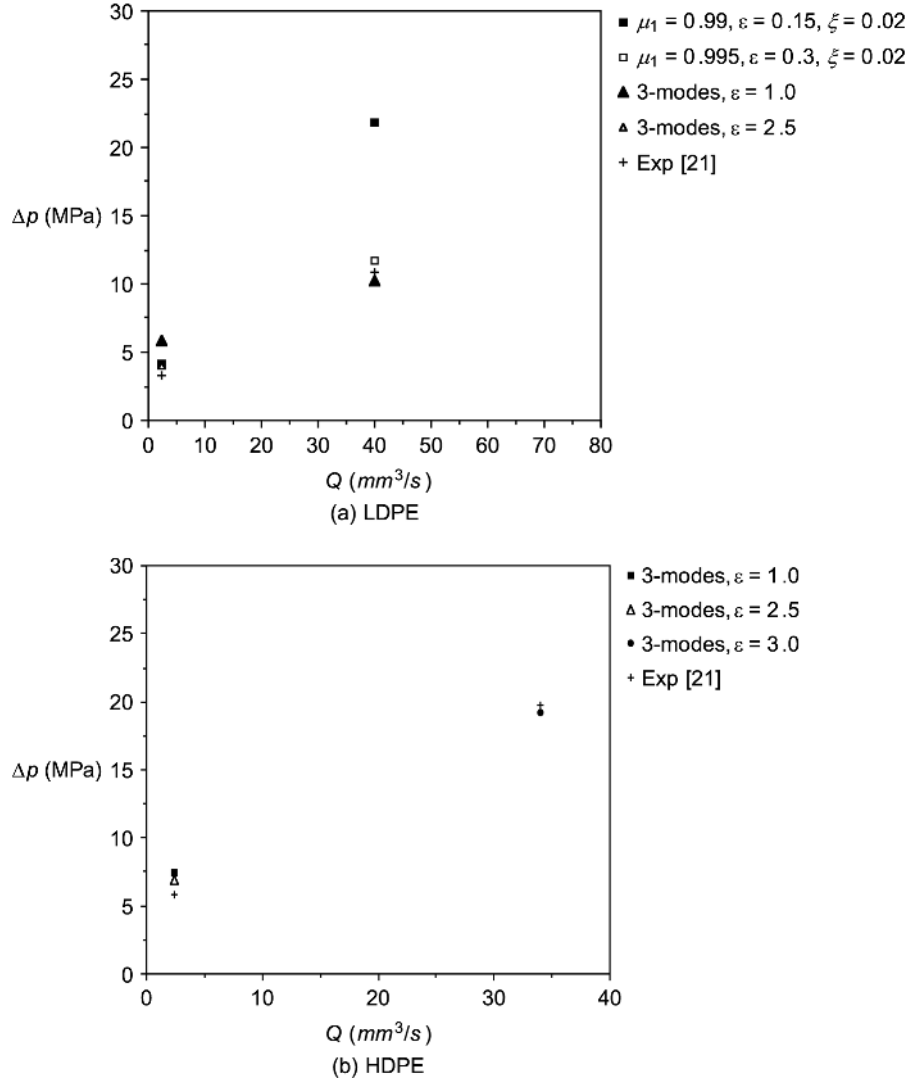 30
25
20
15
10
5
0
Δp (MPa)
0 10 20 30 40 50 60 70 80
Q (mm³/s)
(a) LDPE
■ μ₁ = 0.99, ε = 0.15, ξ = 0.02
□ μ₁ = 0.995, ε = 0.3, ξ = 0.02
▲ 3-modes, ε = 1.0
△ 3-modes, ε = 2.5
+ Exp [21]
30
25
20
15
10
5
0
Δp (MPa)
0 10 20 30 40
Q (mm³/s)
(b) HDPE
■ 3-modes, ε = 1.0
△ 3-modes, ε = 2.5
● 3-modes, ε = 3.0
+ Exp [21]